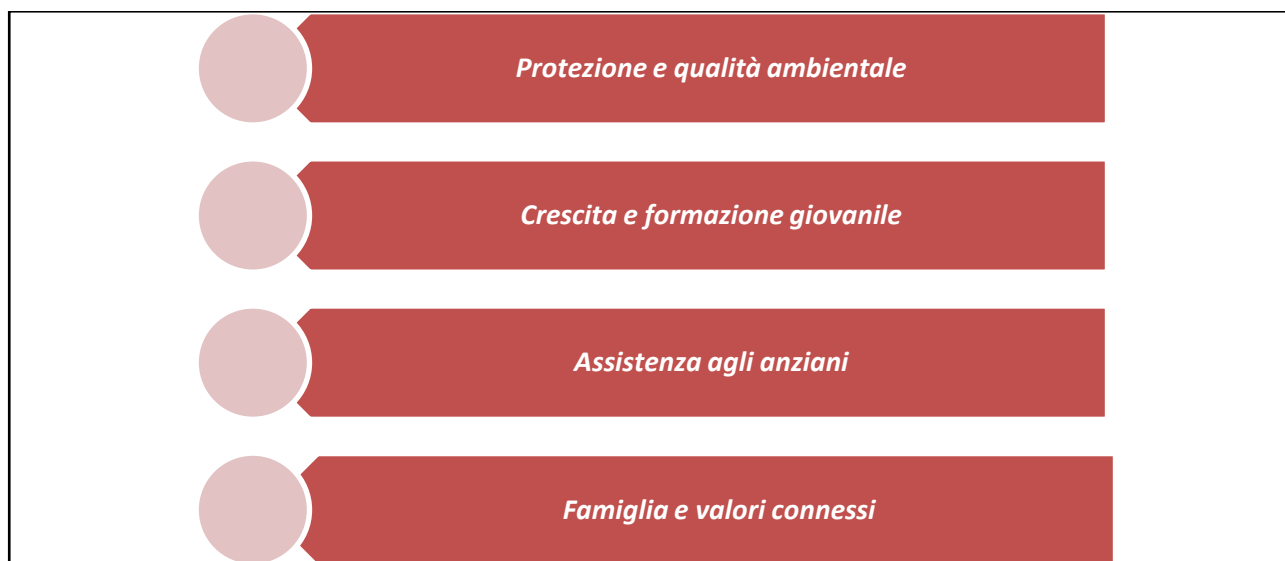 Protezione e qualità ambientale
Crescita e formazione giovanile
Assistenza agli anziani
Famiglia e valori connessi